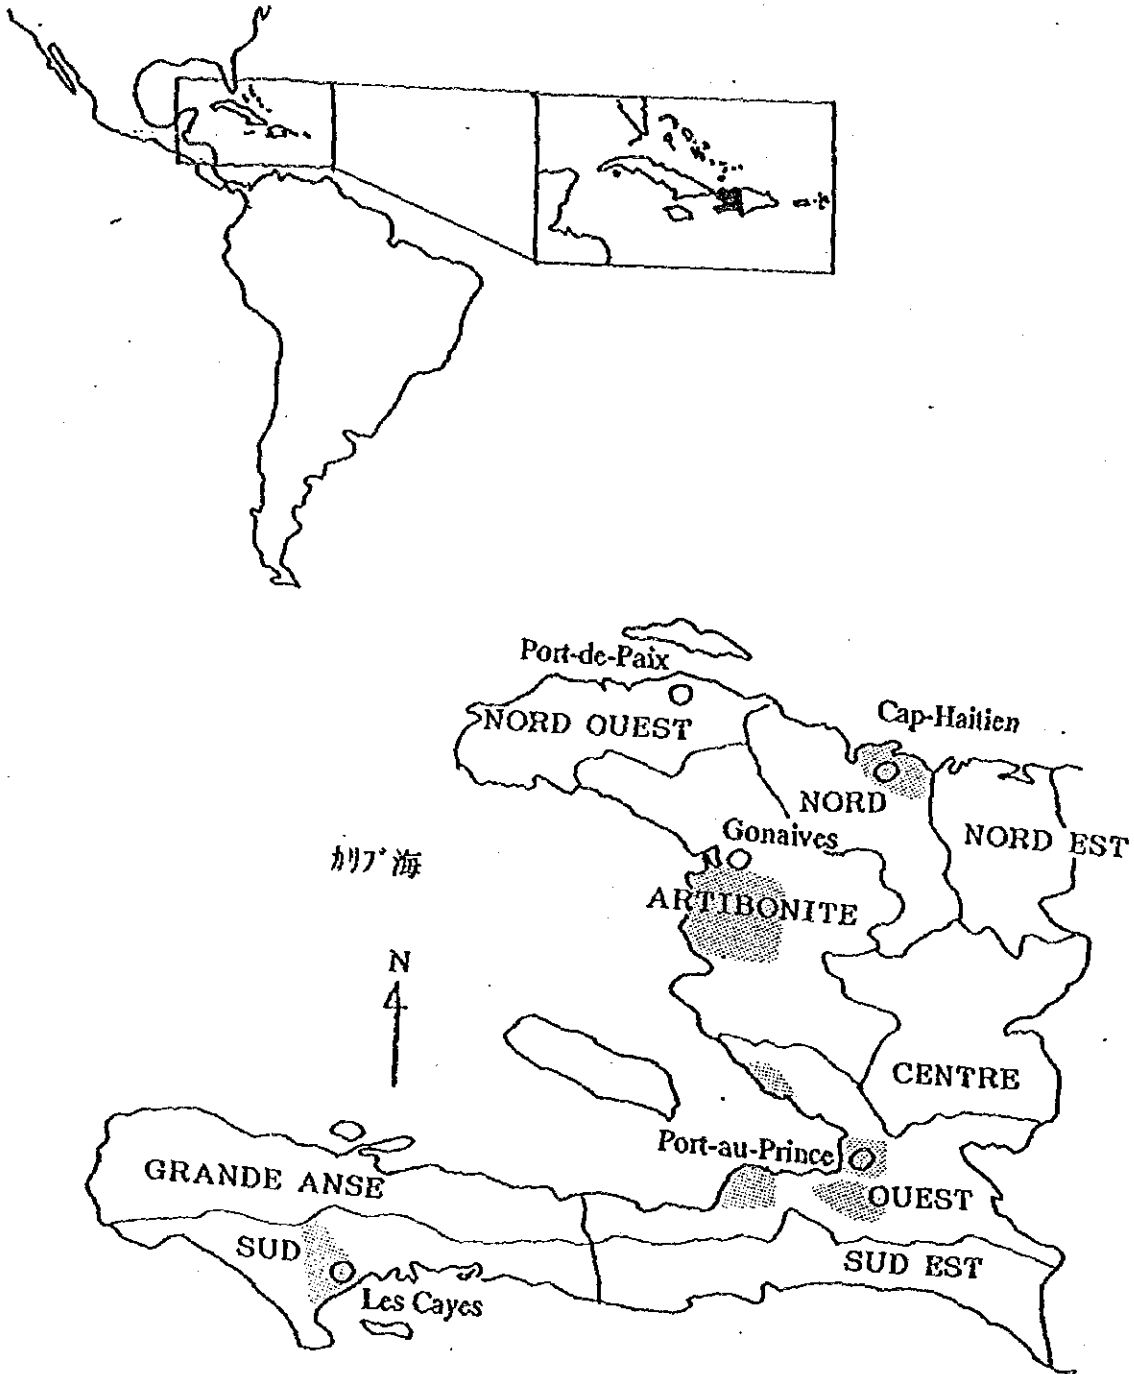 Port-de-Paix
Cap-Haitien
NORD OUEST
NORD
Gonaives
NORD EST
カリブ海
ARTIBONITE
N
CENTRE
Port-au-Prince
GRANDE ANSE
OUEST
SUD
SUD EST
Les Cayes